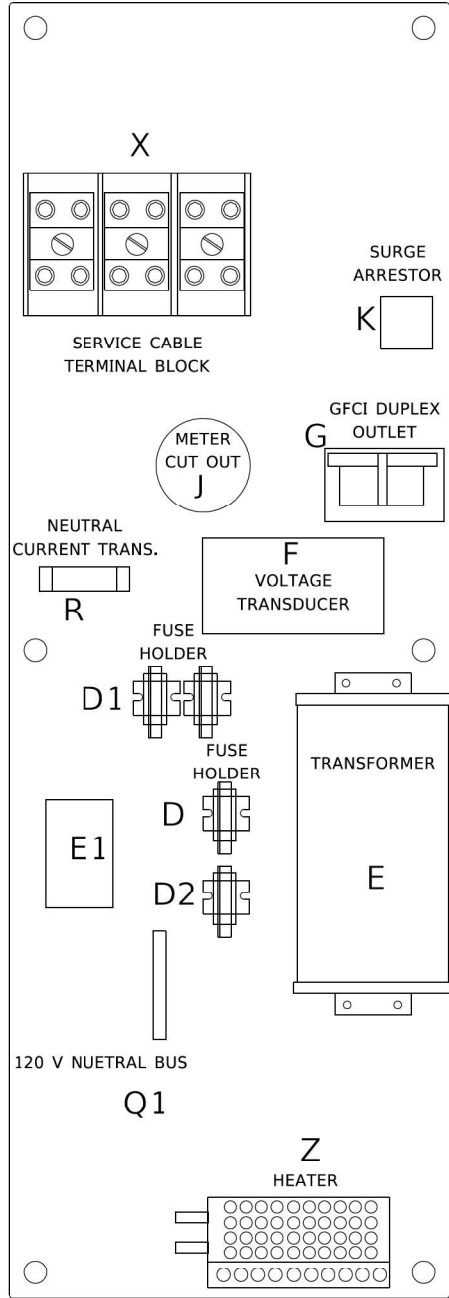 X
SERVICE CABLE
TERMINAL BLOCK
SURGE
ARRESTOR
K
GFCI DUPLEX
OUTLET
G
METER
CUT OUT
J
NEUTRAL
CURRENT TRANS.
R
F
VOLTAGE
TRANSDUCER
FUSE
HOLDER
D1
FUSE
HOLDER
D
TRANSFORMER
E
E1
D2
120 V NUETRAL BUS
Q1
Z
HEATER